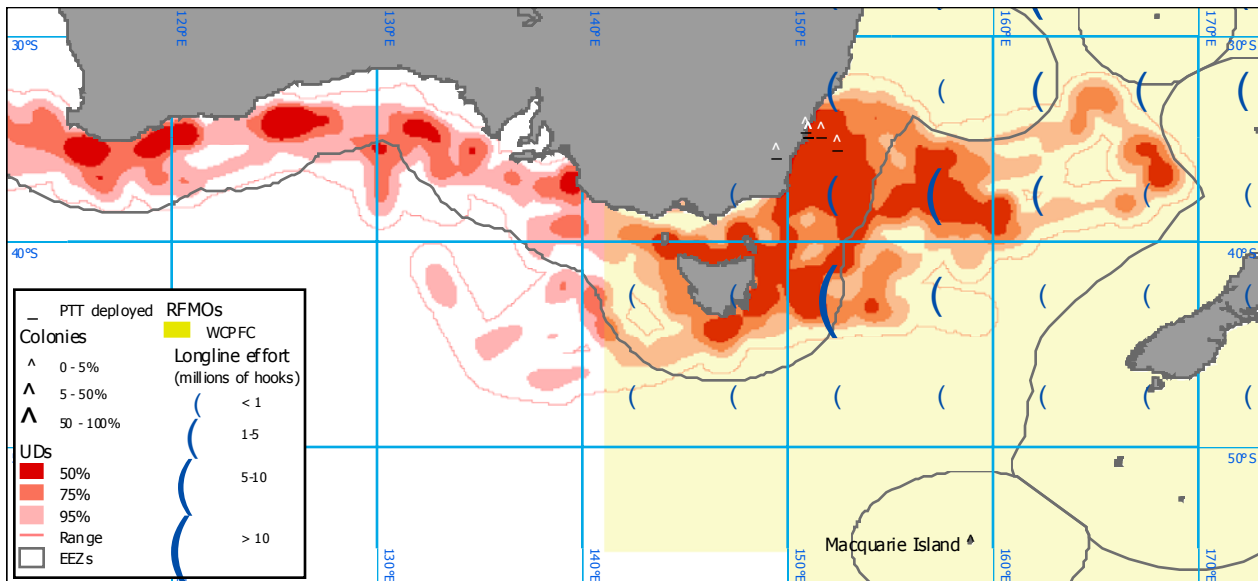 120°E
130°E
140°E
150°E
160°E
170°E
30°S
30°S
40°S
40°S
50°S
PTT deployed
Colonies
0 - 5%
5 - 50%
50 - 100%
UDs
50%
75%
95%
Range
EEZs
RFMOs
WCPFC
Longline effort
(millions of hooks)
< 1
1-5
5-10
> 10
Macquarie Island
130°E
140°E
150°E
160°E
170°E